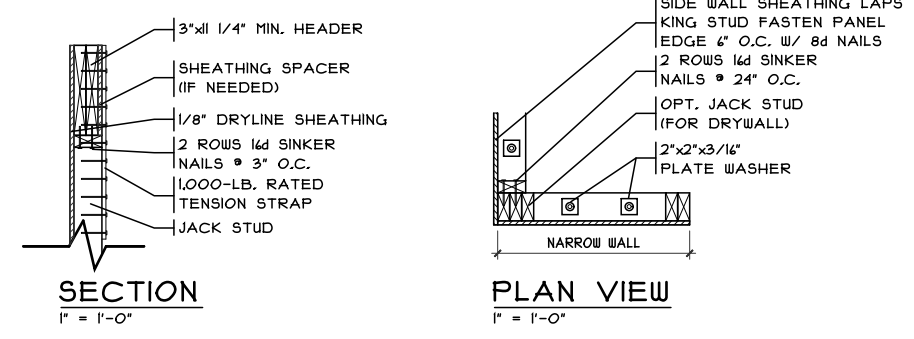 3"x11 1/4" MIN. HEADER
SHEATHING SPACER
(IF NEEDED)
1/8" DRYLINE SHEATHING
2 ROWS 16d SINKER
NAILS @ 3" O.C.
1,000-LB. RATED
TENSION STRAP
JACK STUD
SECTION
1" = 1'-0"
SIDE WALL SHEATHING LAPS
KING STUD FASTEN PANEL
EDGE 6" O.C. W/ 8d NAILS
2 ROWS 16d SINKER
NAILS @ 24" O.C.
OPT. JACK STUD
(FOR DRYWALL)
2"x2"x3/16"
PLATE WASHER
NARROW WALL
PLAN VIEW
1" = 1'-0"